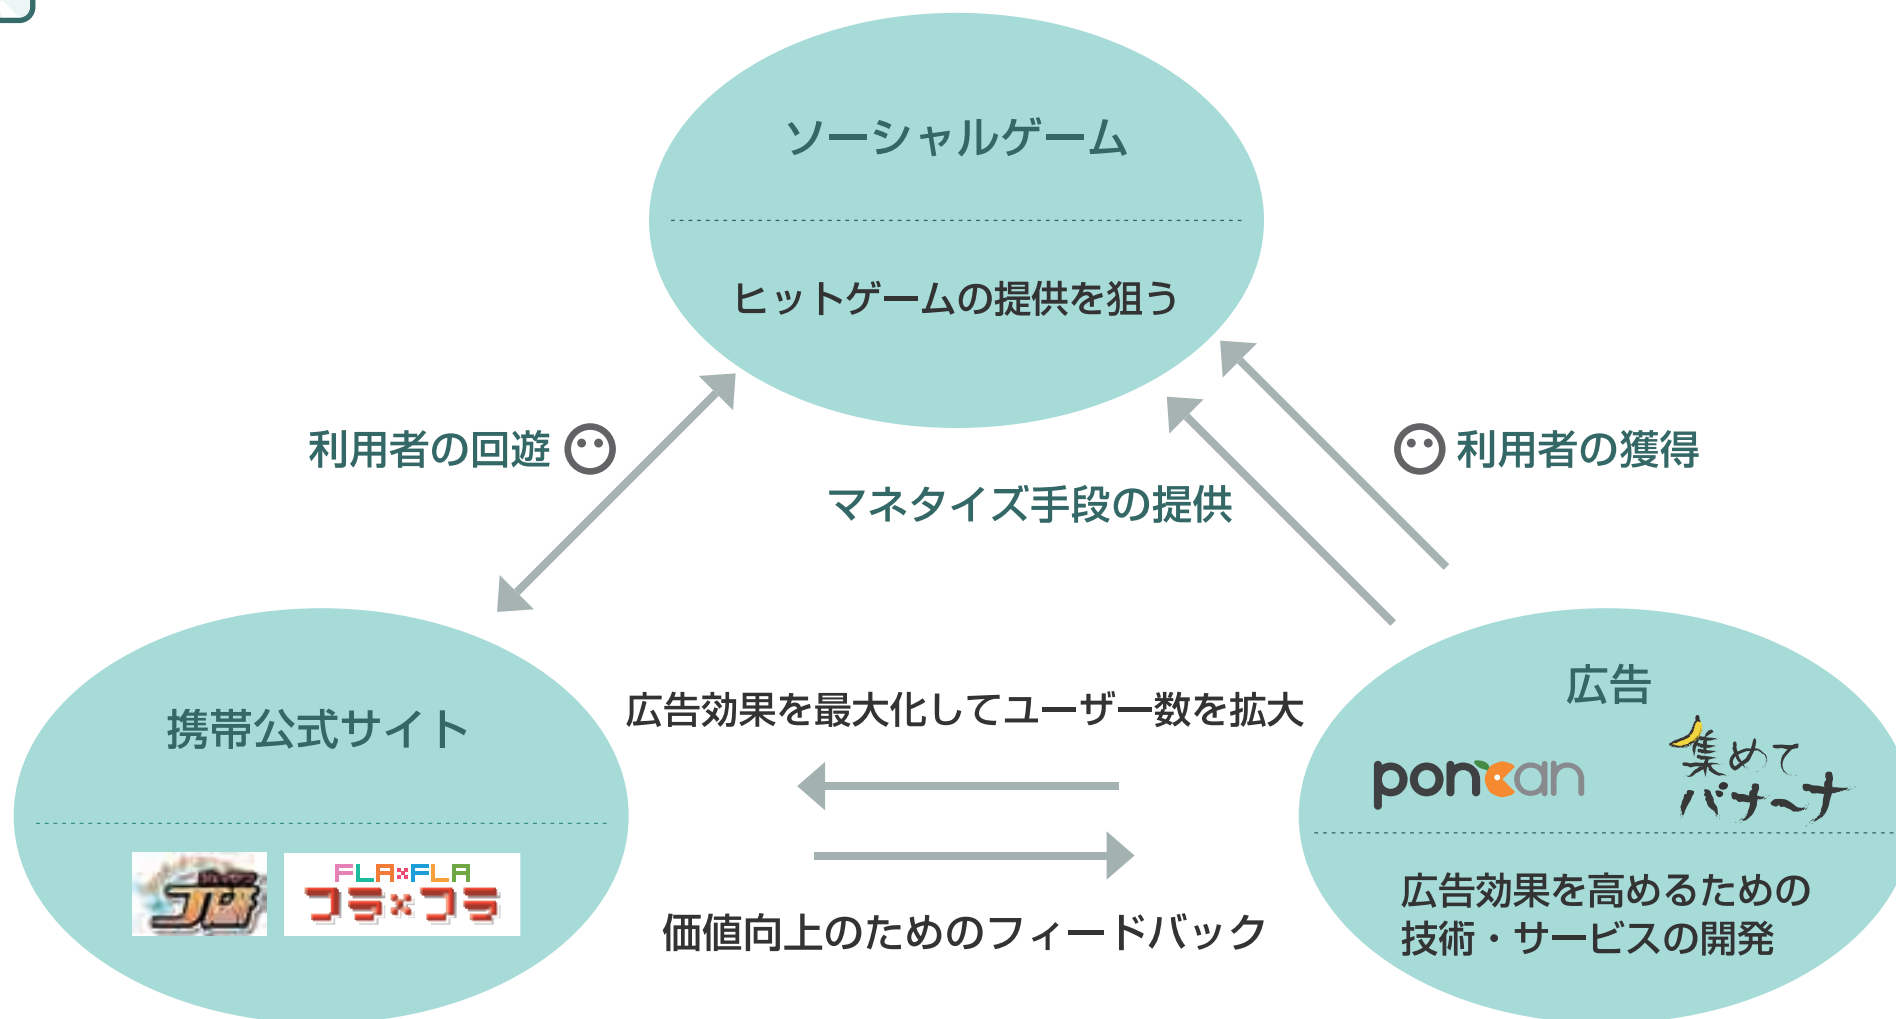 ソーシャルゲーム
ヒットゲームの提供を狙う
利用者の回遊
利用者の獲得
マネタイズ手段の提供
広告
携帯公式サイト
広告効果を最大化してユーザー数を拡大
poncan
集めて
バナ〜ナ
FLA×FLA
フラ×フラ
広告効果を高めるための
技術・サービスの開発
価値向上のためのフィードバック